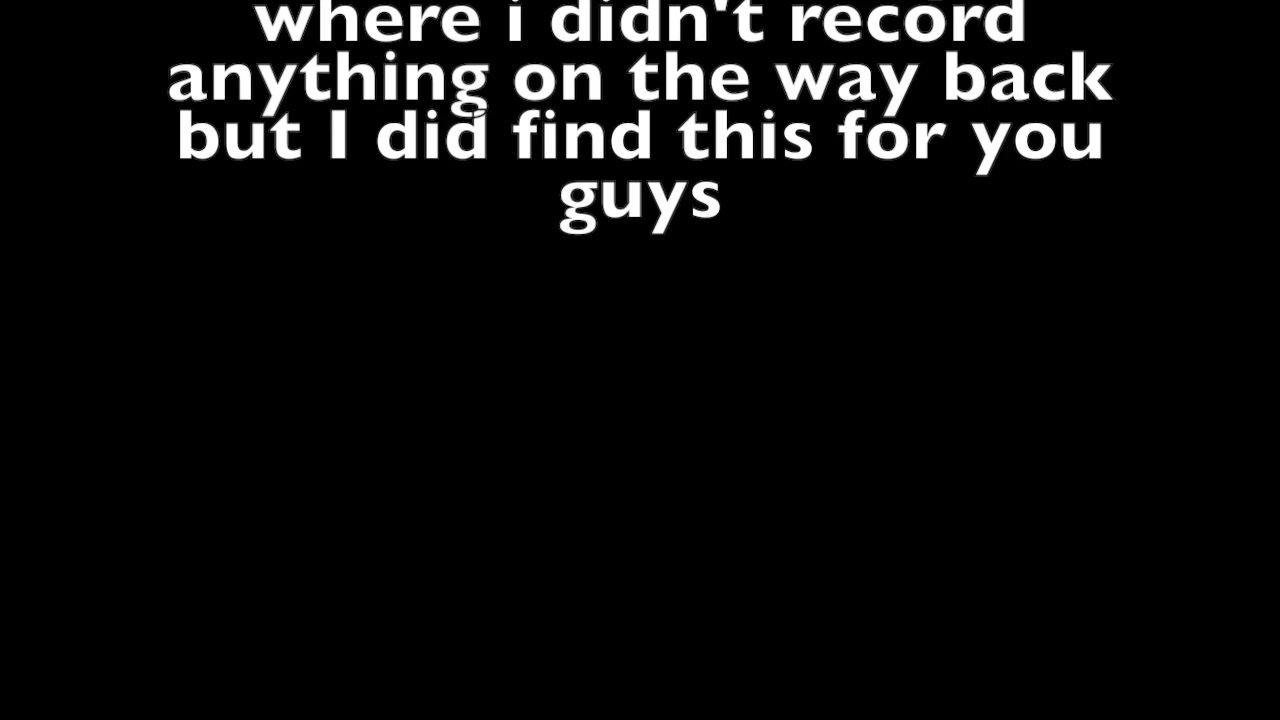 where i didn't record
anything on the way back
but I did find this for you
guys